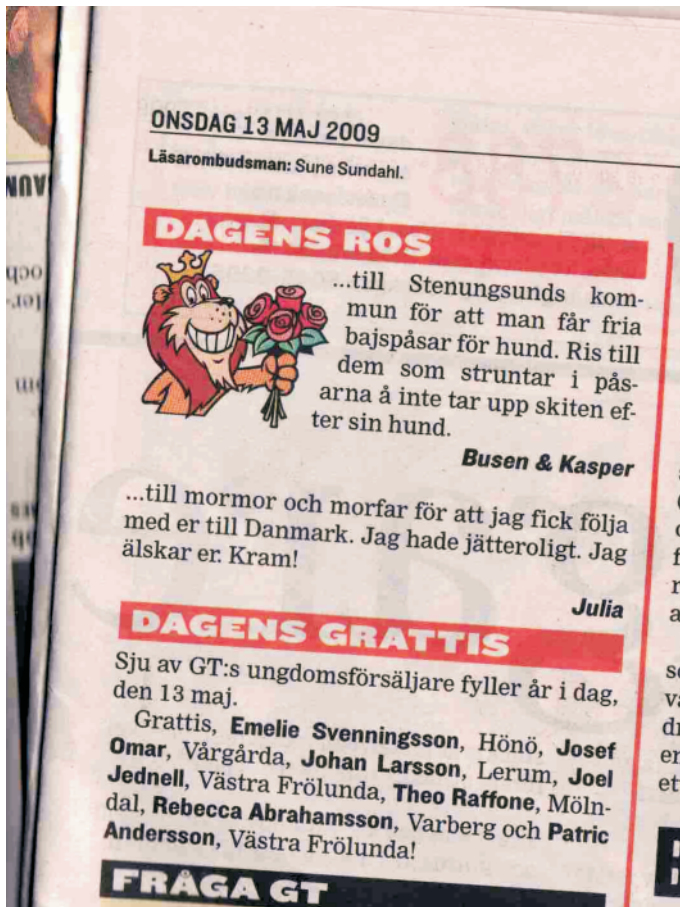 ONSDAG 13 MAJ 2009
Läsarombudsman: Sune Sundahl.
DAGENS ROS
...till Stenungsunds kom-
mun för att man får fria
bajspåsar för hund. Ris till
dem som struntar i pås-
arna å inte tar upp skiten ef-
ter sin hund.
Busen & Kasper
...till mormor och morfar för att jag fick följa
med er till Danmark. Jag hade jätteroligt. Jag
älskar er. Kram!
Julia
DAGENS GRATTIS
Sju av GT:s ungdomsförsäljare fyller år i dag,
den 13 maj.
Grattis, Emelie Svenningsson, Hönö, Josef
Omar, Vårgårda, Johan Larsson, Lerum, Joel
Jednell, Västra Frölunda, Theo Raffone, Möln-
dal, Rebecca Abrahamsson, Varberg och Patric
Andersson, Västra Frölunda!
FRÅGA GT